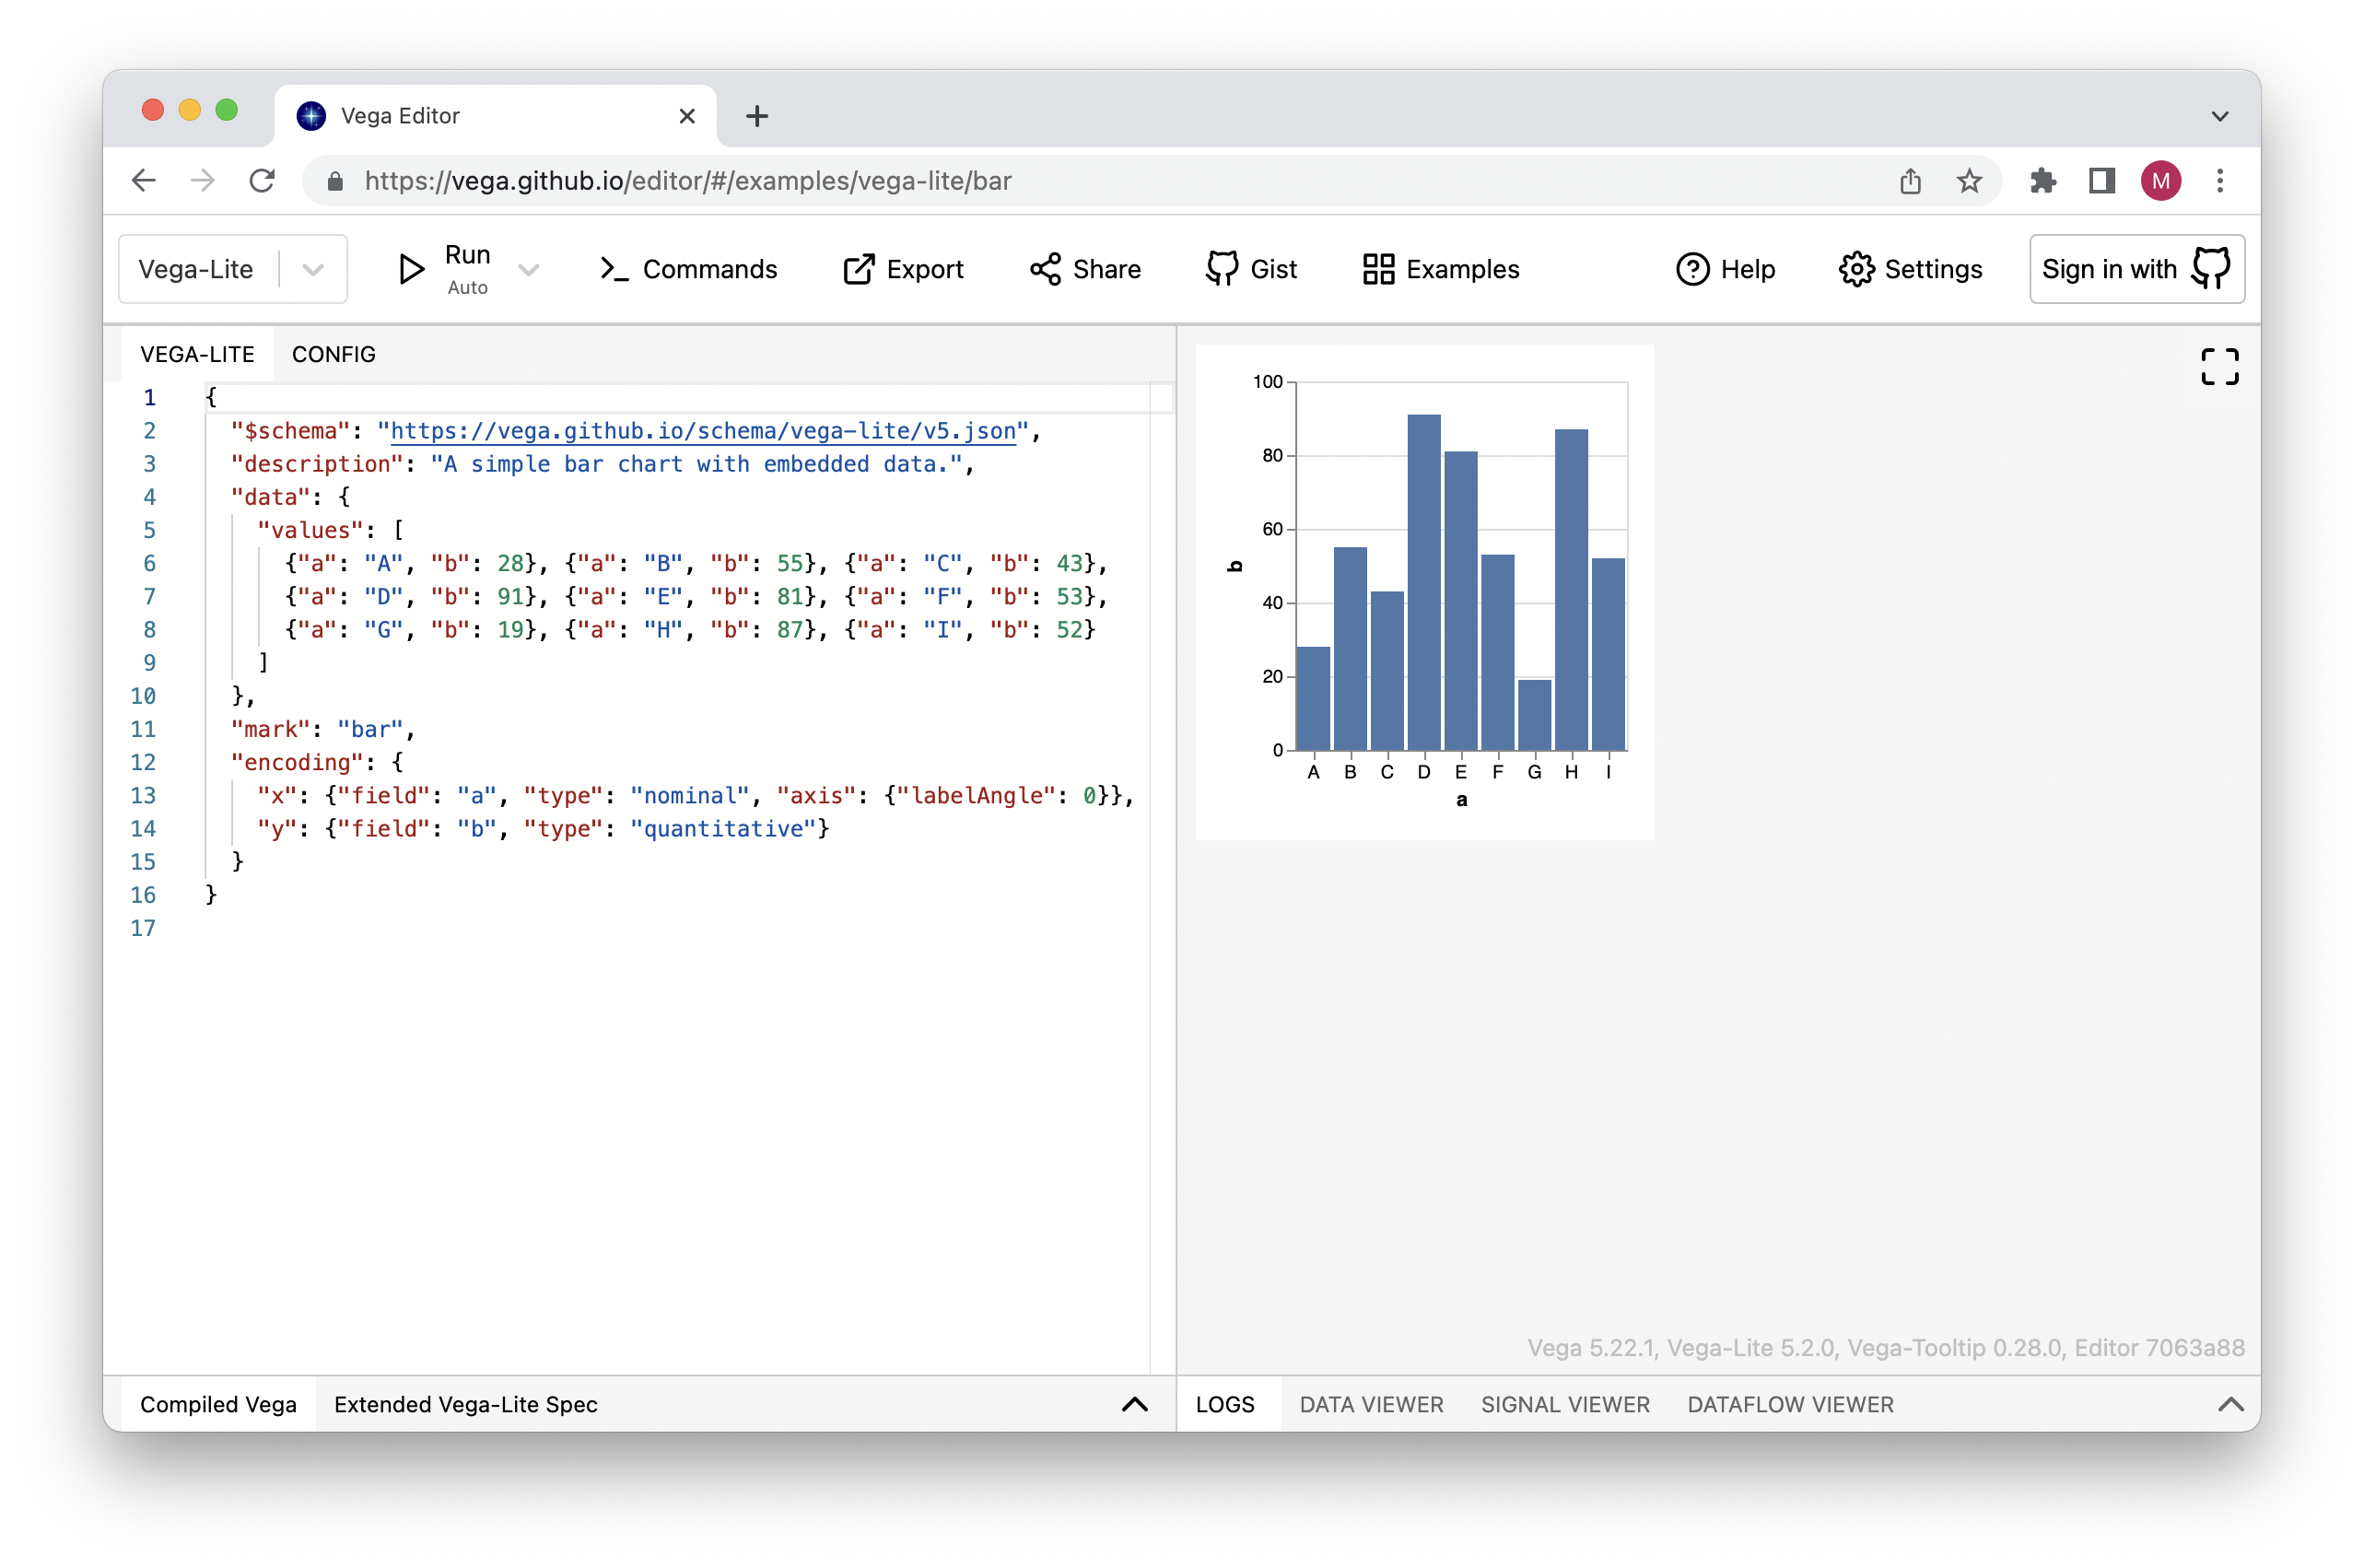 Vega Editor
https://vega.github.io/editor/#/examples/vega-lite/bar
M
Vega-Lite
Run
Auto
Commands
Export
Share
Gist
Examples
Help
Settings
Sign in with
VEGA-LITE
CONFIG
1 {
2 "$schema": "https://vega.github.io/schema/vega-lite/v5.json",
3 "description": "A simple bar chart with embedded data.",
4 "data": {
5 "values": [
6 {"a": "A", "b": 28}, {"a": "B", "b": 55}, {"a": "C", "b": 43},
7 {"a": "D", "b": 91}, {"a": "E", "b": 81}, {"a": "F", "b": 53},
8 {"a": "G", "b": 19}, {"a": "H", "b": 87}, {"a": "I", "b": 52}
9 ]
10 },
11 "mark": "bar",
12 "encoding": {
13 "x": {"field": "a", "type": "nominal", "axis": {"labelAngle": 0}},
14 "y": {"field": "b", "type": "quantitative"}
15 }
16 }
17
100
80
60
40
20
0
b
A B C D E F G H I
a
Vega 5.22.1, Vega-Lite 5.2.0, Vega-Tooltip 0.28.0, Editor 7063a88
Compiled Vega
Extended Vega-Lite Spec
LOGS
DATA VIEWER
SIGNAL VIEWER
DATAFLOW VIEWER